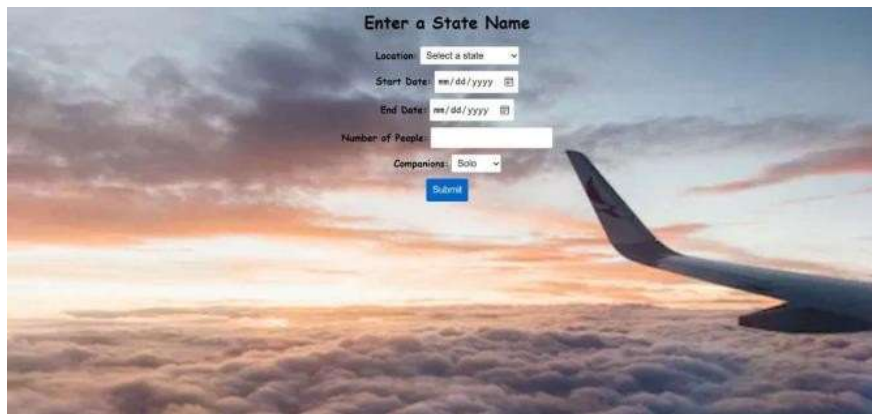 Enter a State Name
Location: Select a state
Start Date: mm/dd/yyyy
End Date: mm/dd/yyyy
Number of People:
Companions: Solo
Submit